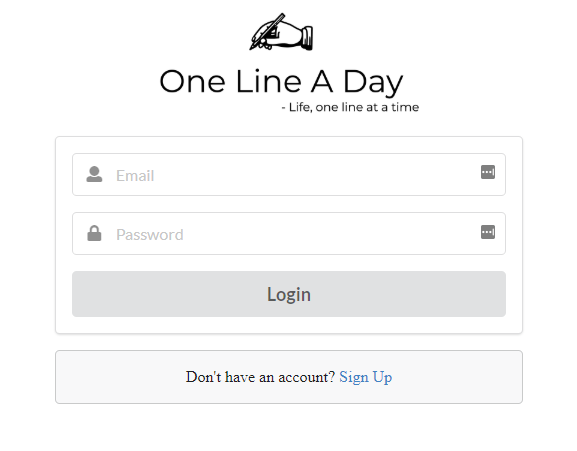 One Line A Day
- Life, one line at a time
Email
Password
Login
Don't have an account? Sign Up